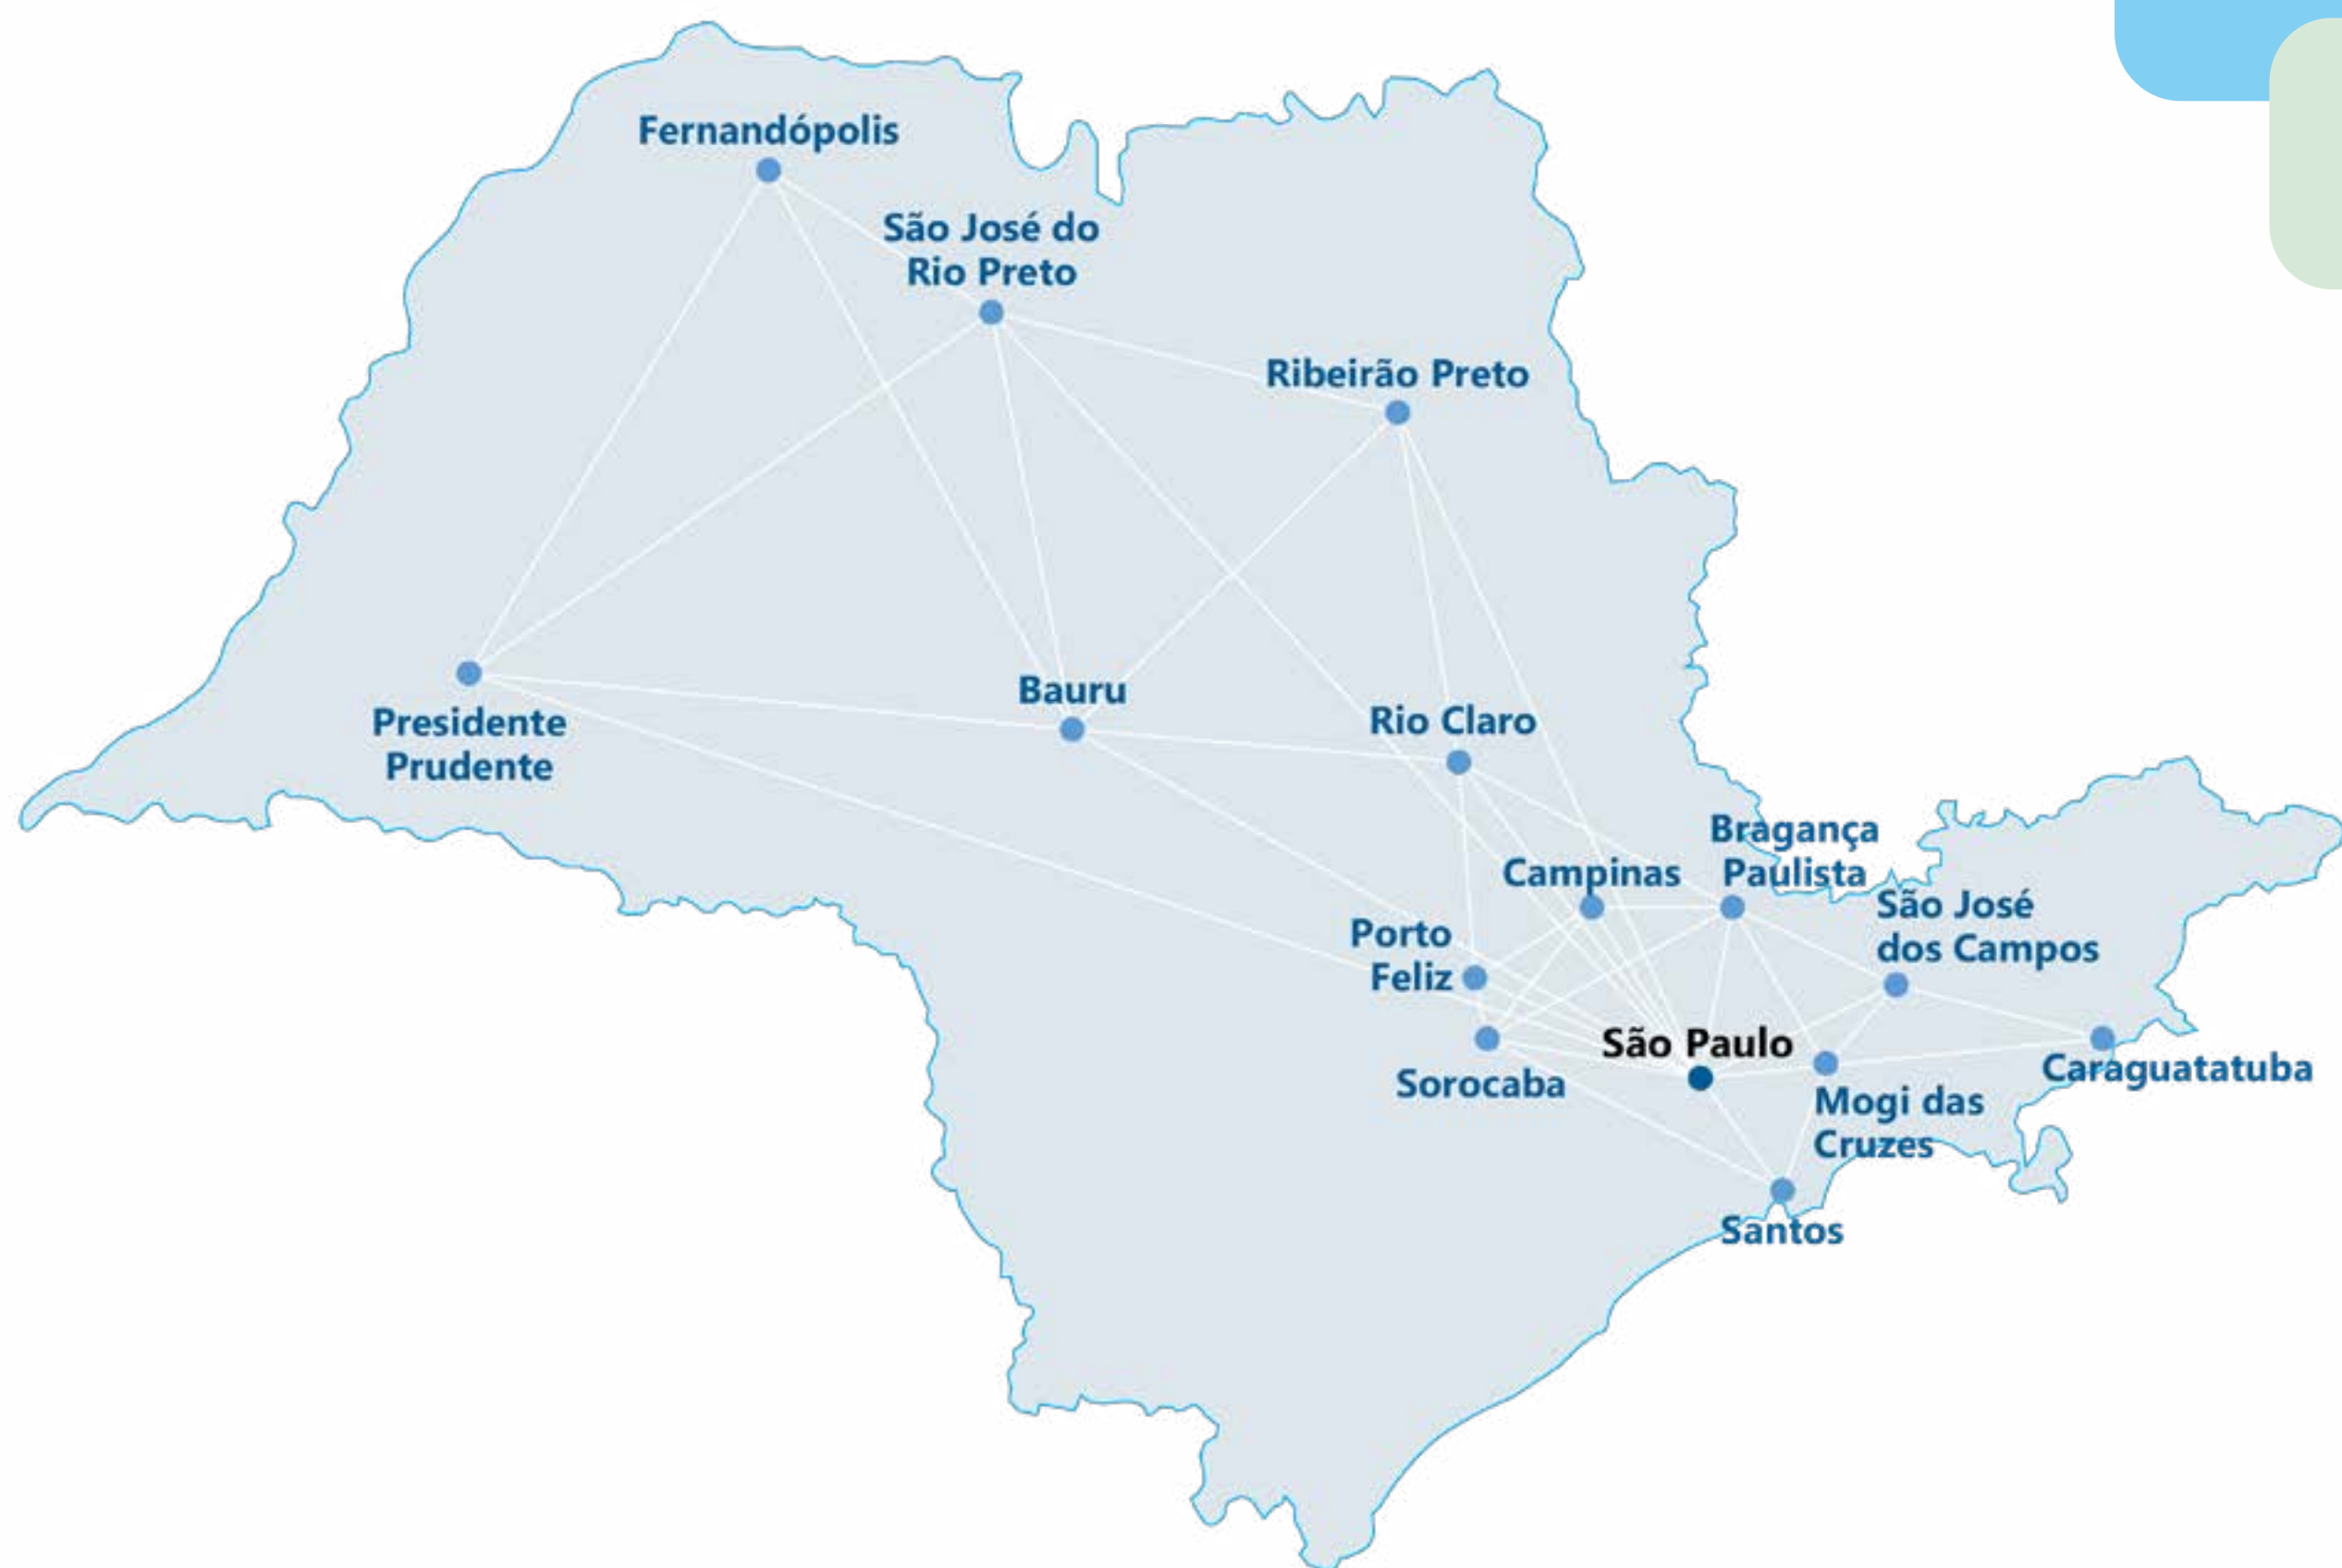 Fernandópolis
São José do
Rio Preto
Ribeirão Preto
Presidente
Prudente
Bauru
Rio Claro
Bragança
Paulista
Campinas
São José
dos Campos
Porto
Feliz
São Paulo
Sorocaba
Caraguatatuba
Mogi das
Cruzes
Santos